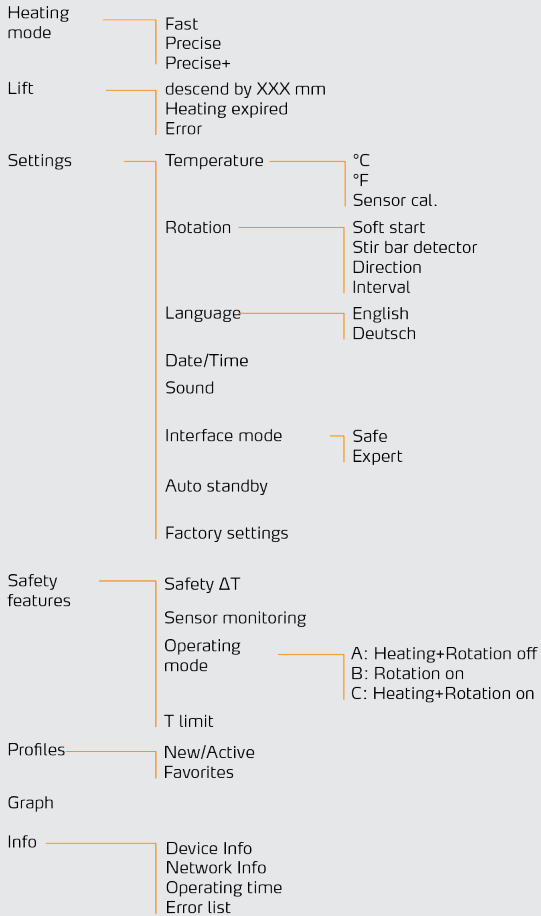 Heating
mode
Fast
Precise
Precise+
Lift
descend by XXX mm
Heating expired
Error
Settings
Temperature
°C
°F
Sensor cal.
Rotation
Soft start
Stir bar detector
Direction
Interval
Language
English
Deutsch
Date/Time
Sound
Interface mode
Safe
Expert
Auto standby
Factory settings
Safety
features
Safety ΔT
Sensor monitoring
Operating
mode
A: Heating+Rotation off
B: Rotation on
C: Heating+Rotation on
T limit
Profiles
New/Active
Favorites
Graph
Info
Device Info
Network Info
Operating time
Error list